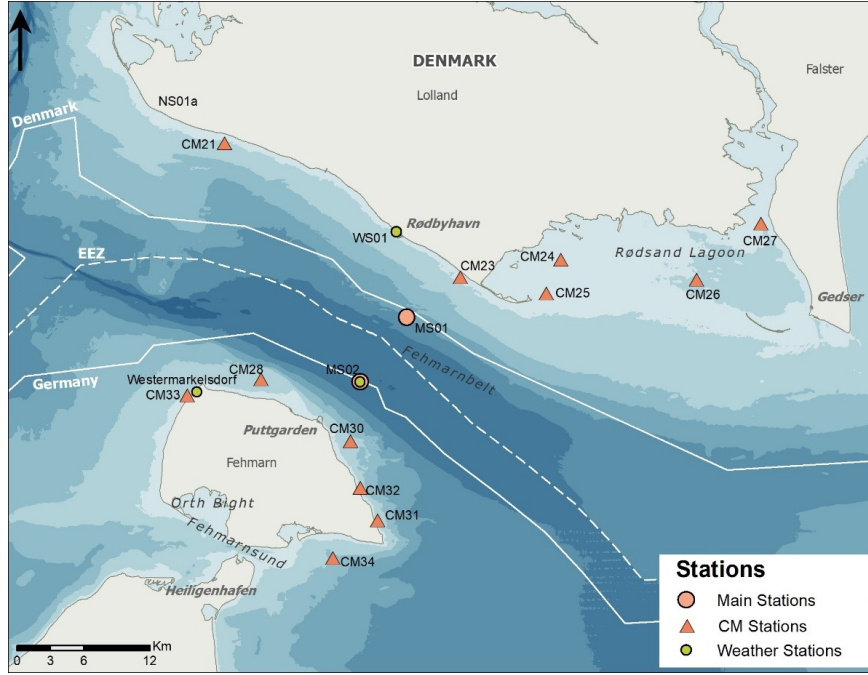 DENMARK
Lolland
Falster
NS01a
Denmark
CM21
Rødbyhavn
WS01
CM27
CM24
Rødsand Lagoon
EEZ
CM23
CM25
CM26
Gedser
MS01
Fehmarnbelt
CM28
MS02
Germany
Westermarkelsdorf
CM33
Puttgarden
CM30
Fehmarn
CM32
Orth Bight
CM31
Fehmarnsund
CM34
Heiligenhafen
Stations
Main Stations
CM Stations
Weather Stations
Km
0 3 6 12